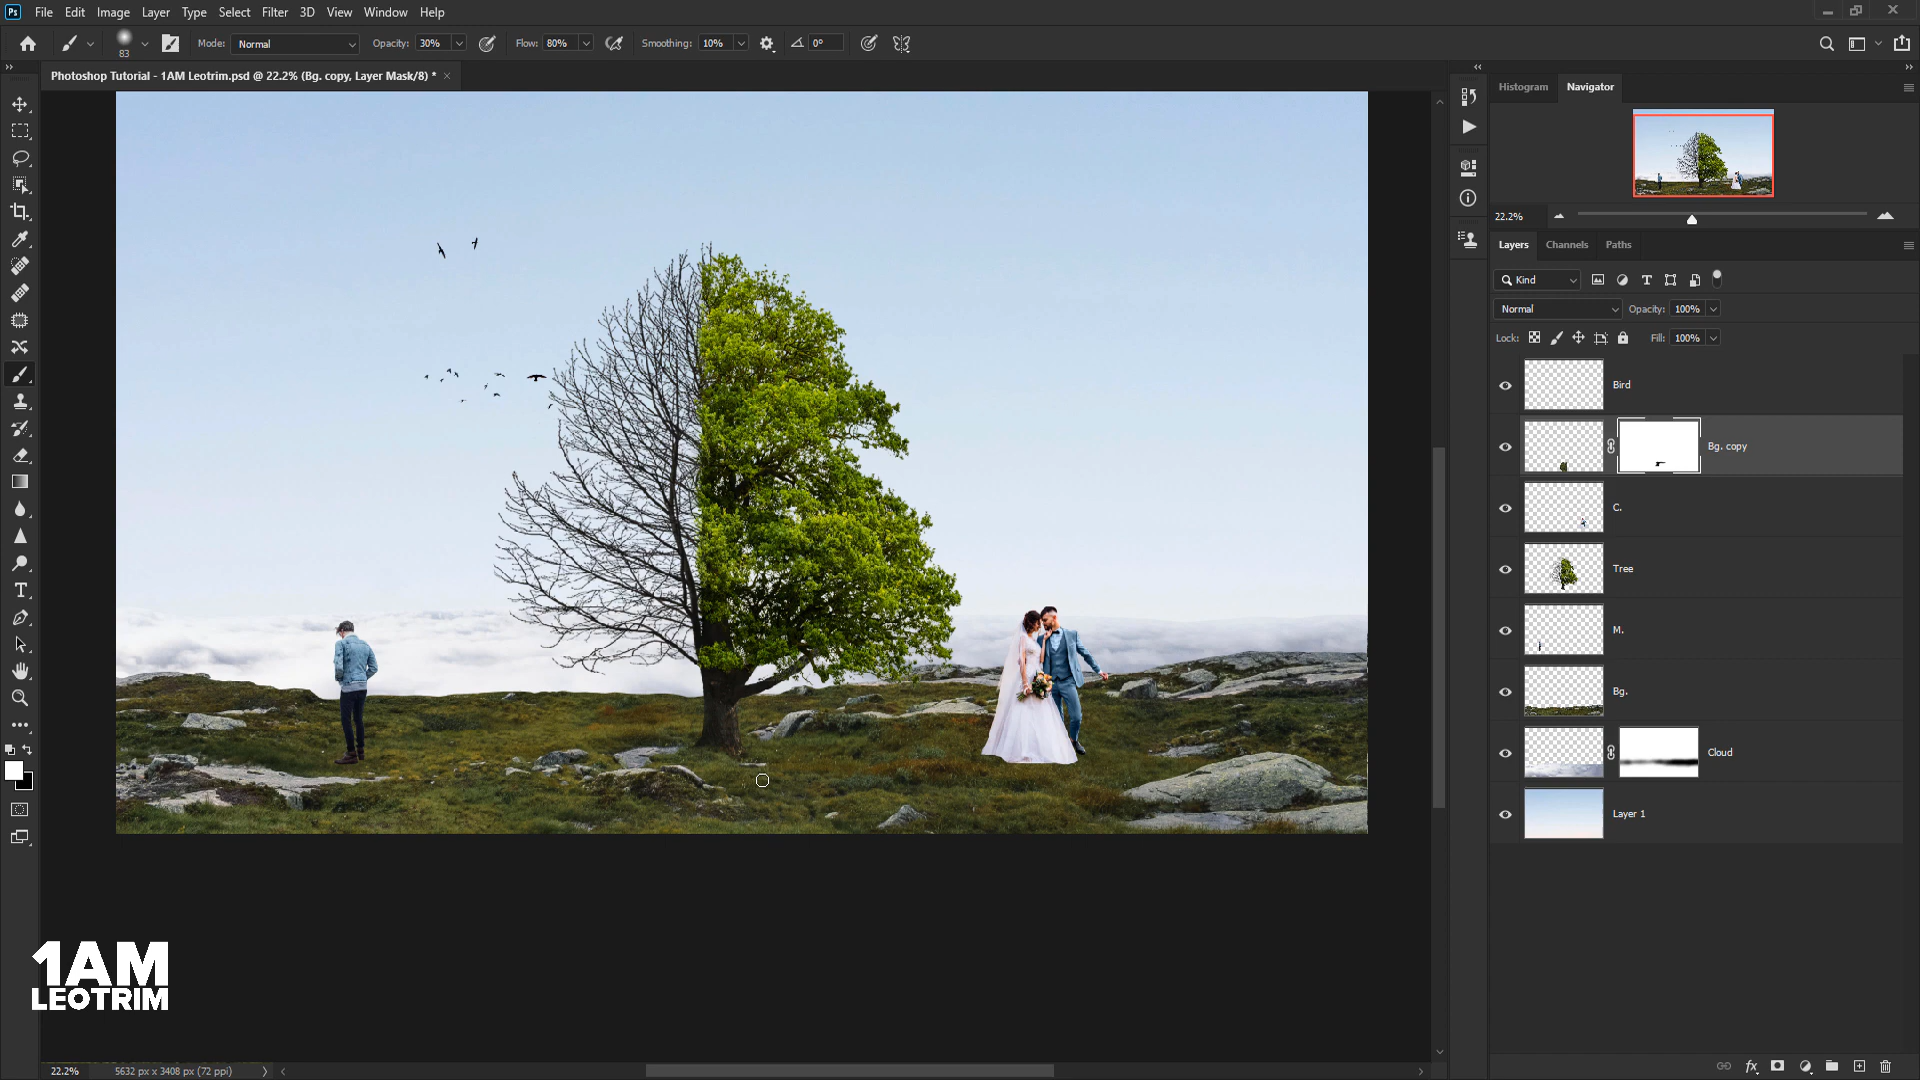 Ps File Edit Image Layer Type Select Filter 3D View Window Help
83 Mode: Normal Opacity: 30% Flow: 80% Smoothing: 10% 0°
Photoshop Tutorial - 1AM Leotrim.psd @ 22.2% (Bg. copy, Layer Mask/8) * ×
Histogram Navigator
22.2%
Layers Channels Paths
Kind
Normal Opacity: 100%
Lock: Fill: 100%
Bird
Bg. copy
C.
Tree
M.
Bg.
Cloud
Layer 1
1AM
LEOTRIM
22.2% 5632 px x 3408 px (72 ppi)